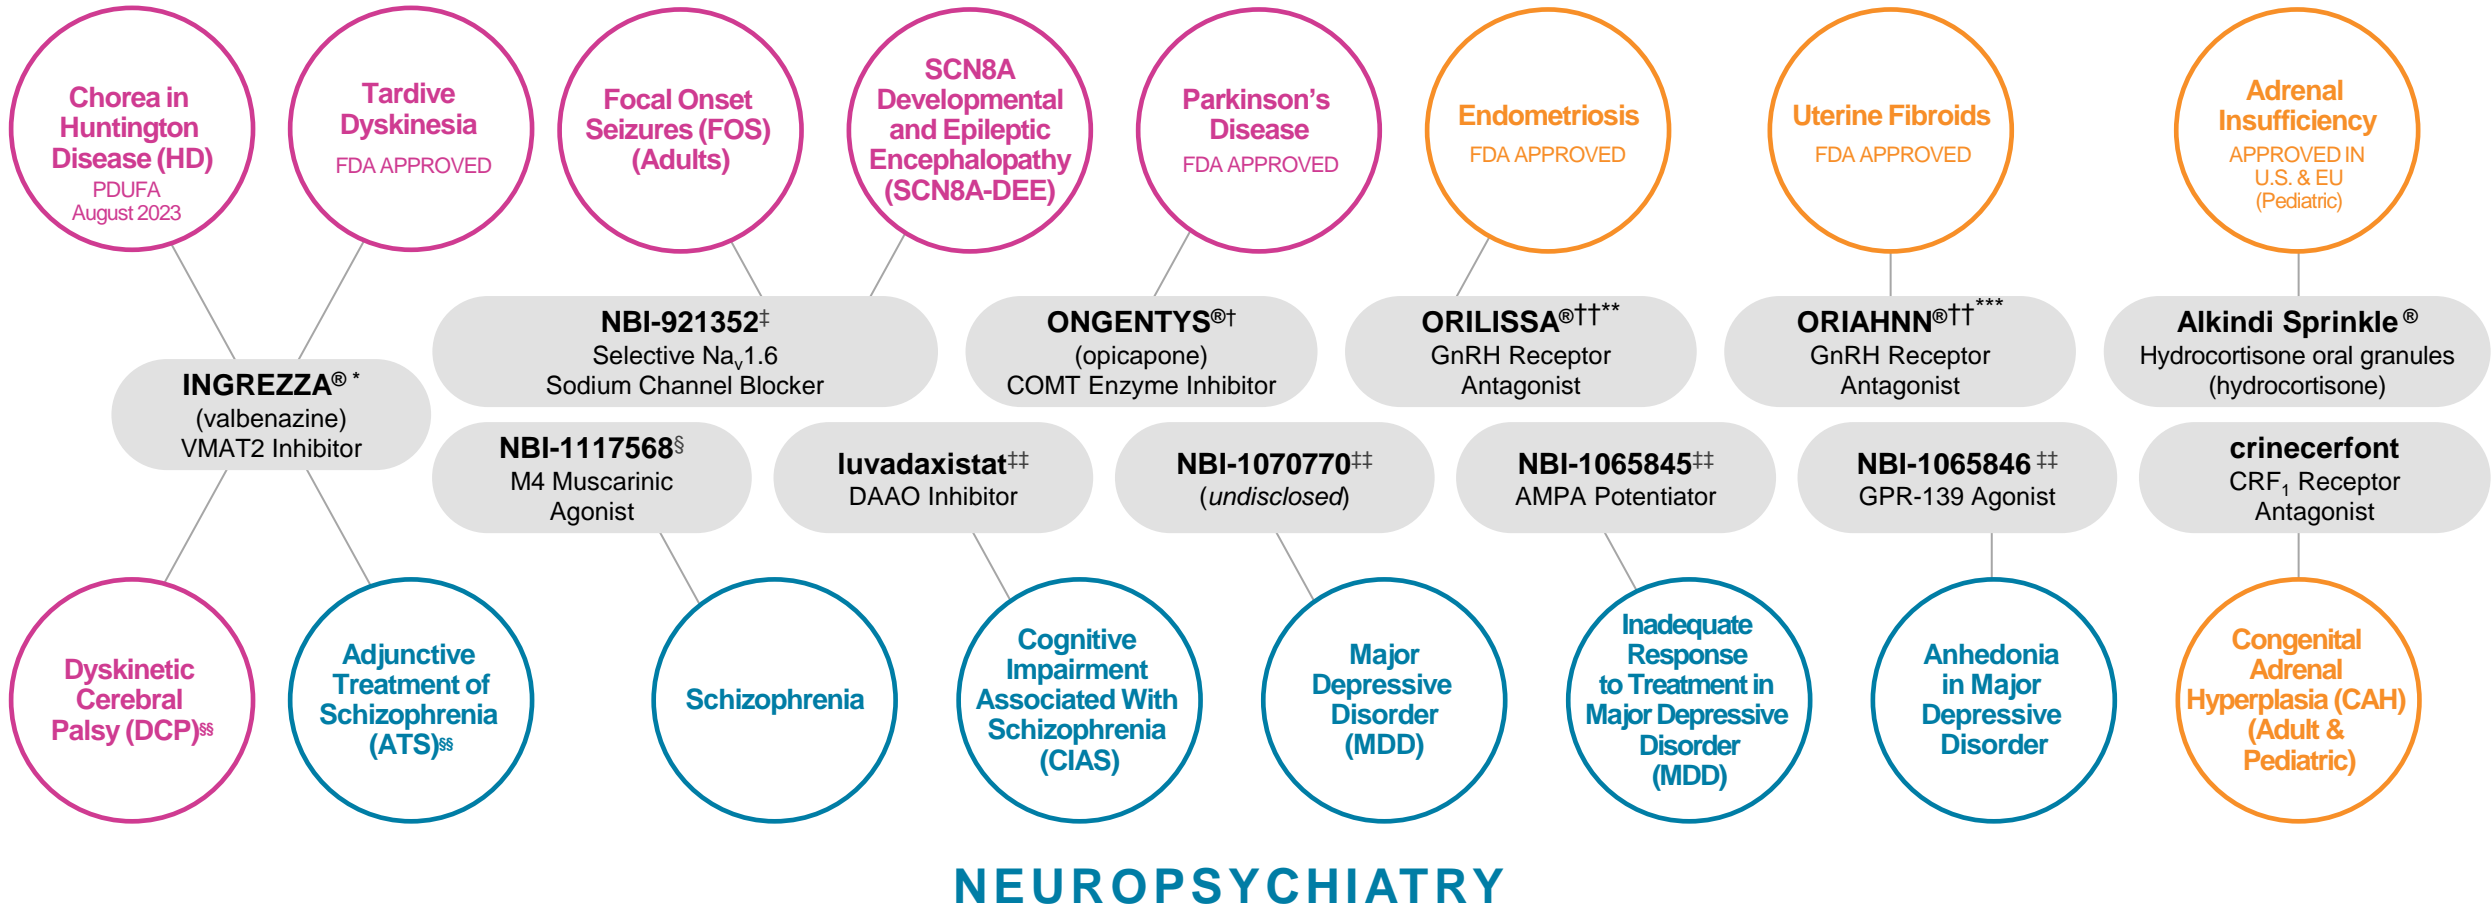 Chorea in
Huntington
Disease (HD)
PDUFA
August 2023
Tardive
Dyskinesia
FDA APPROVED
Focal Onset
Seizures (FOS)
(Adults)
SCN8A
Developmental
and Epileptic
Encephalopathy
(SCN8A-DEE)
Parkinson's
Disease
FDA APPROVED
Endometriosis
FDA APPROVED
Uterine Fibroids
FDA APPROVED
Adrenal
Insufficiency
APPROVED IN
U.S. & EU
(Pediatric)
INGREZZA® *
(valbenazine)
VMAT2 Inhibitor
NBI-921352‡
Selective Nav1.6
Sodium Channel Blocker
ONGENTYS®†
(opicapone)
COMT Enzyme Inhibitor
ORILISSA®††**
GnRH Receptor
Antagonist
ORIAHNN®††***
GnRH Receptor
Antagonist
Alkindi Sprinkle ®
Hydrocortisone oral granules
(hydrocortisone)
NBI-1117568§
M4 Muscarinic
Agonist
luvadaxistat‡‡
DAAO Inhibitor
NBI-1070770‡‡
(undisclosed)
NBI-1065845‡‡
AMPA Potentiator
NBI-1065846 ‡‡
GPR-139 Agonist
crinecerfont
CRF1 Receptor
Antagonist
Dyskinetic
Cerebral
Palsy (DCP)§§
Adjunctive
Treatment of
Schizophrenia
(ATS)§§
Schizophrenia
Cognitive
Impairment
Associated With
Schizophrenia
(CIAS)
Major
Depressive
Disorder
(MDD)
Inadequate
Response
to Treatment in
Major Depressive
Disorder
(MDD)
Anhedonia
in Major
Depressive
Disorder
Congenital
Adrenal
Hyperplasia (CAH)
(Adult &
Pediatric)
NEUROPSYCHIATRY